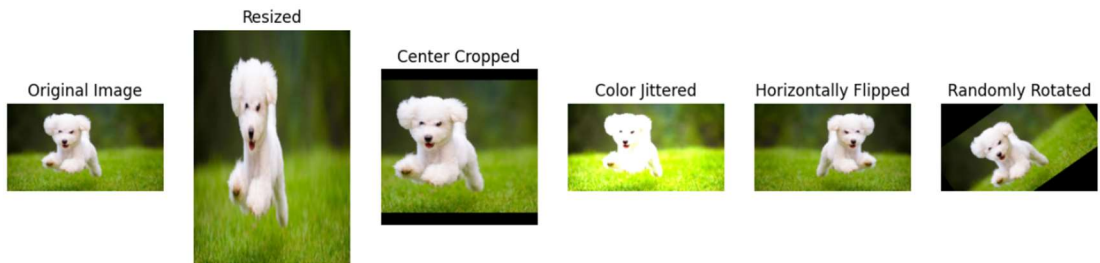 Original Image
Resized
Center Cropped
Color Jittered
Horizontally Flipped
Randomly Rotated